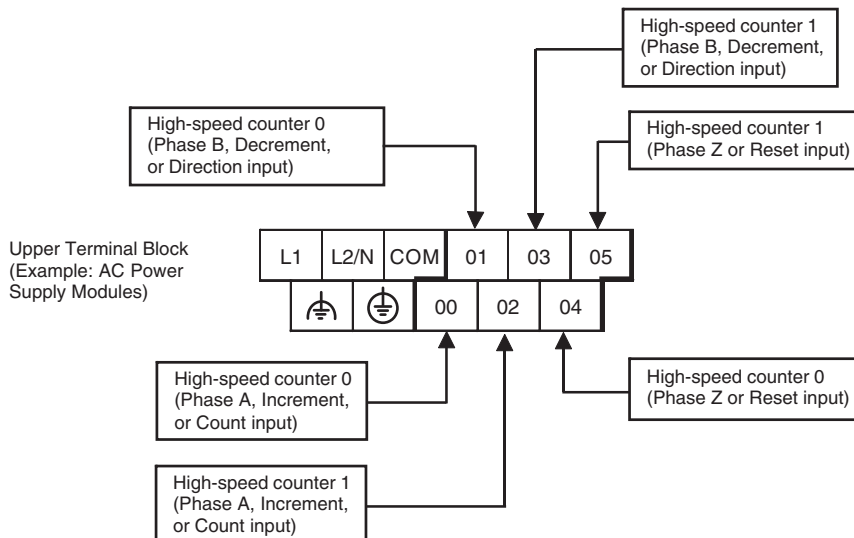 High-speed counter 1
(Phase B, Decrement,
or Direction input)
High-speed counter 0
(Phase B, Decrement,
or Direction input)
High-speed counter 1
(Phase Z or Reset input)
Upper Terminal Block
(Example: AC Power
Supply Modules)
L1 L2/N COM 01 03 05
00 02 04
High-speed counter 0
(Phase A, Increment,
or Count input)
High-speed counter 0
(Phase Z or Reset input)
High-speed counter 1
(Phase A, Increment,
or Count input)